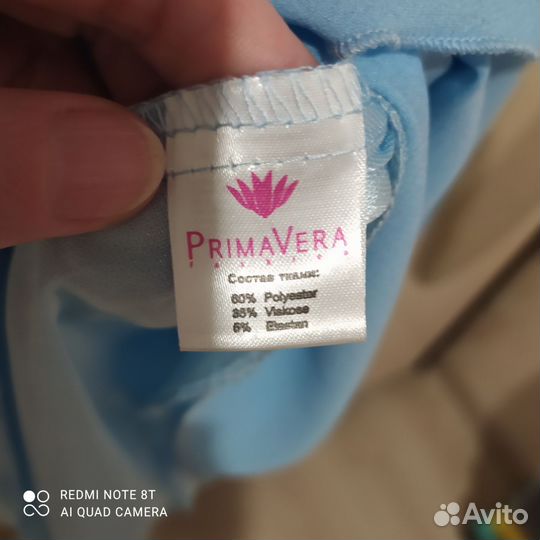 PRIMAVERA
Состав ткани:
60% Polyester
35% Viskose
5% Elastan
REDMI NOTE 8T
AI QUAD CAMERA
Avito